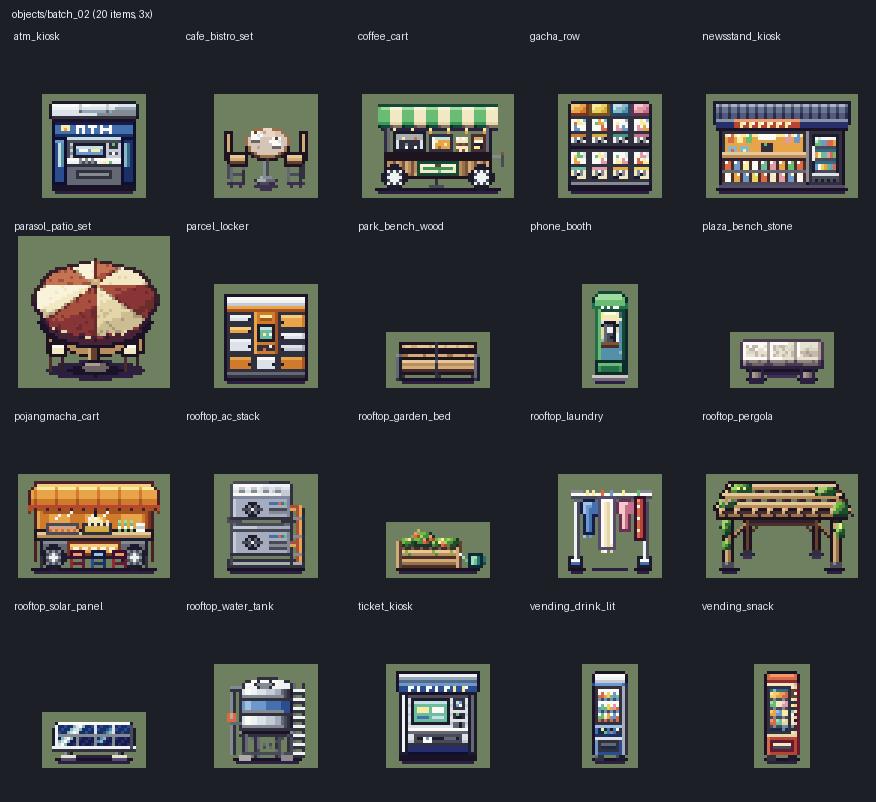 objects/batch_02 (20 items, 3x)
atm_kiosk cafe_bistro_set coffee_cart gacha_row newsstand_kiosk
parasol_patio_set parcel_locker park_bench_wood phone_booth plaza_bench_stone
pojangmacha_cart rooftop_ac_stack rooftop_garden_bed rooftop_laundry rooftop_pergola
rooftop_solar_panel rooftop_water_tank ticket_kiosk vending_drink_lit vending_snack